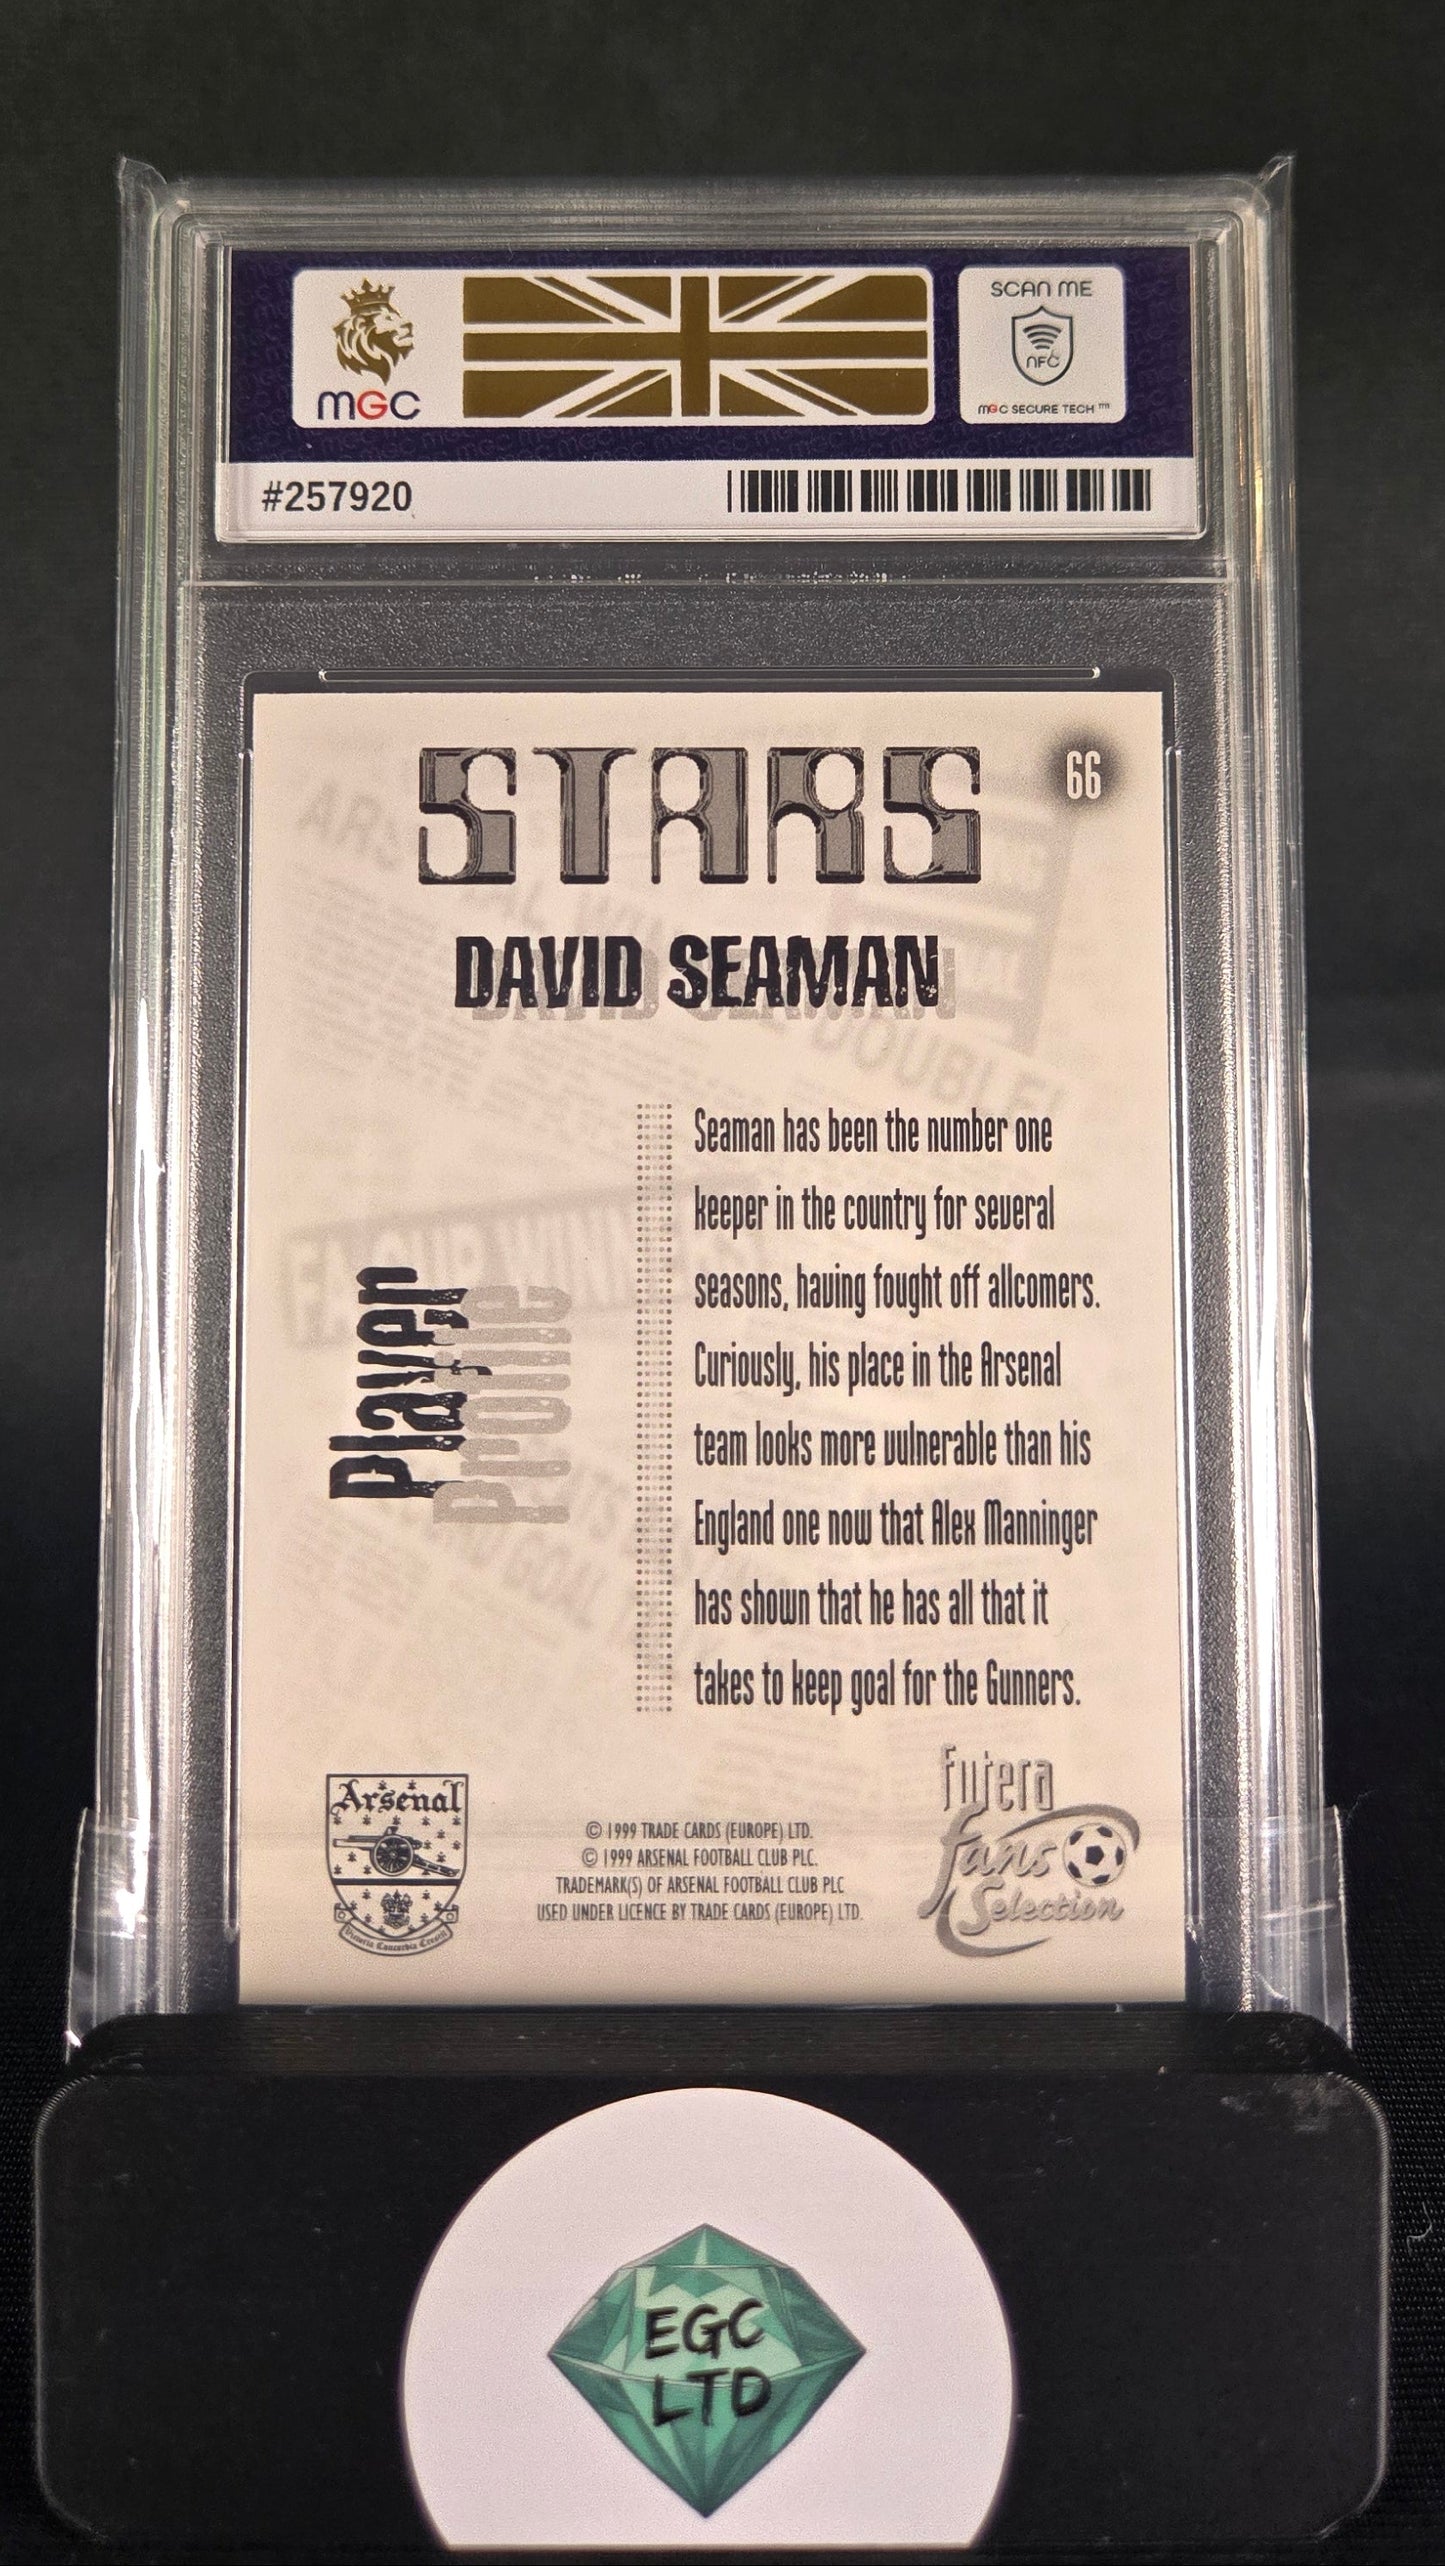 MGC
SCAN ME
NFC
MGC SECURE TECH ™
#257920
STARS
66
DAVID SEAMAN
Player
Profile
Seaman has been the number one
keeper in the country for several
seasons, having fought off allcomers.
Curiously, his place in the Arsenal
team looks more vulnerable than his
England one now that Alex Manninger
has shown that he has all that it
takes to keep goal for the Gunners.
Arsenal
Victoria Concordia Crescit
© 1999 TRADE CARDS (EUROPE) LTD.
© 1999 ARSENAL FOOTBALL CLUB PLC.
TRADEMARK(S) OF ARSENAL FOOTBALL CLUB PLC
USED UNDER LICENCE BY TRADE CARDS (EUROPE) LTD.
futera
fans
Selection
EGC
LTD